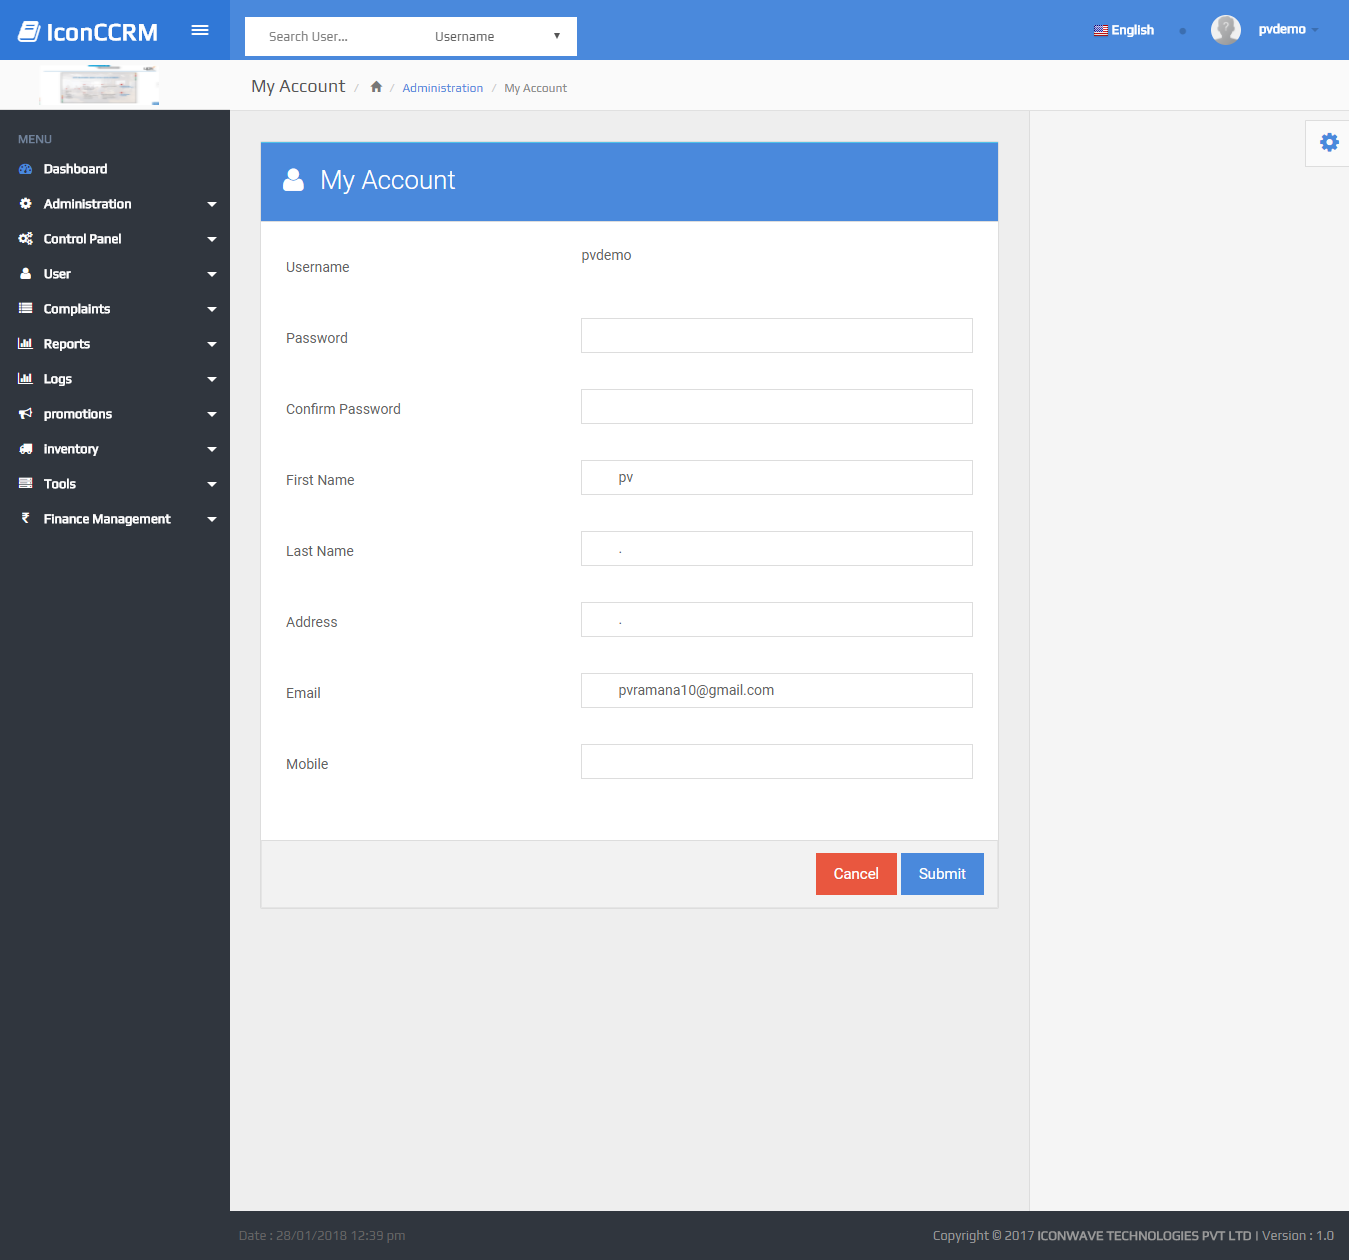 IconCCRM
Search User... Username
English
pvdemo
My Account / / Administration / My Account
MENU
Dashboard
Administration
Control Panel
User
Complaints
Reports
Logs
promotions
Inventory
Tools
Finance Management
My Account
Username pvdemo
Password
Confirm Password
First Name pv
Last Name .
Address .
Email pvramana10@gmail.com
Mobile
Cancel Submit
Date : 28/01/2018 12:39 pm
Copyright © 2017 ICONWAVE TECHNOLOGIES PVT LTD | Version : 1.0